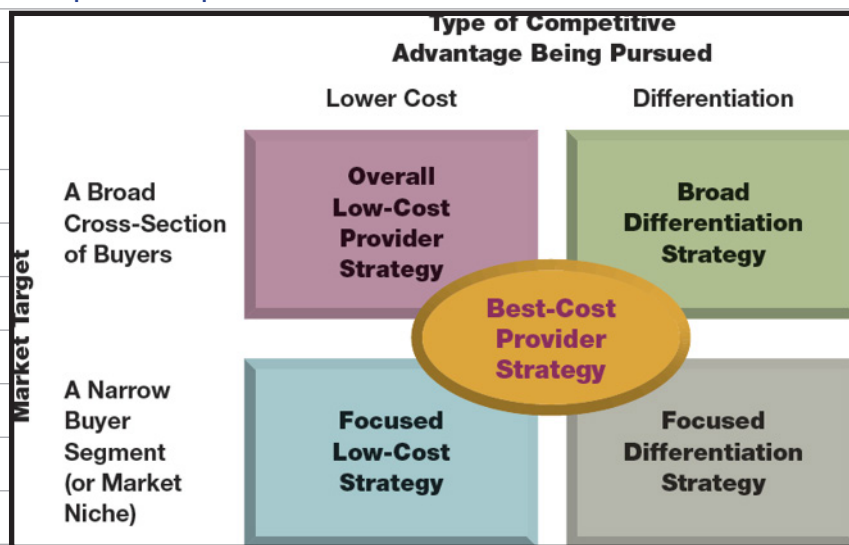 Type of Competitive
Advantage Being Pursued
Lower Cost
Differentiation
Market Target
A Broad
Cross-Section
of Buyers
Overall
Low-Cost
Provider
Strategy
Broad
Differentiation
Strategy
Best-Cost
Provider
Strategy
A Narrow
Buyer
Segment
(or Market
Niche)
Focused
Low-Cost
Strategy
Focused
Differentiation
Strategy